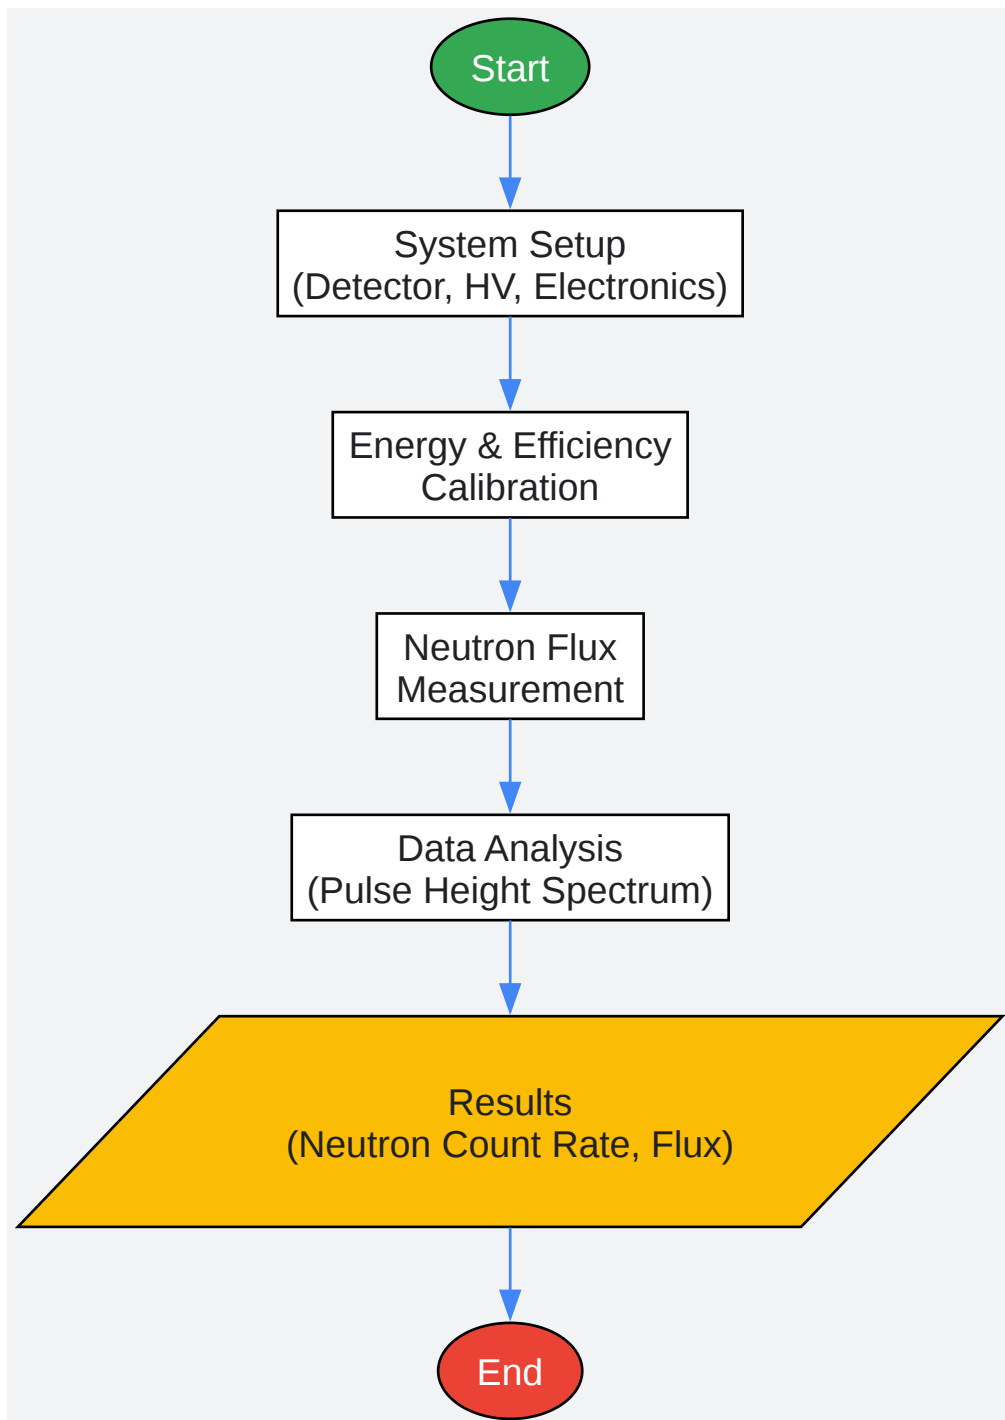 Start
System Setup
(Detector, HV, Electronics)
Energy & Efficiency
Calibration
Neutron Flux
Measurement
Data Analysis
(Pulse Height Spectrum)
Results
(Neutron Count Rate, Flux)
End